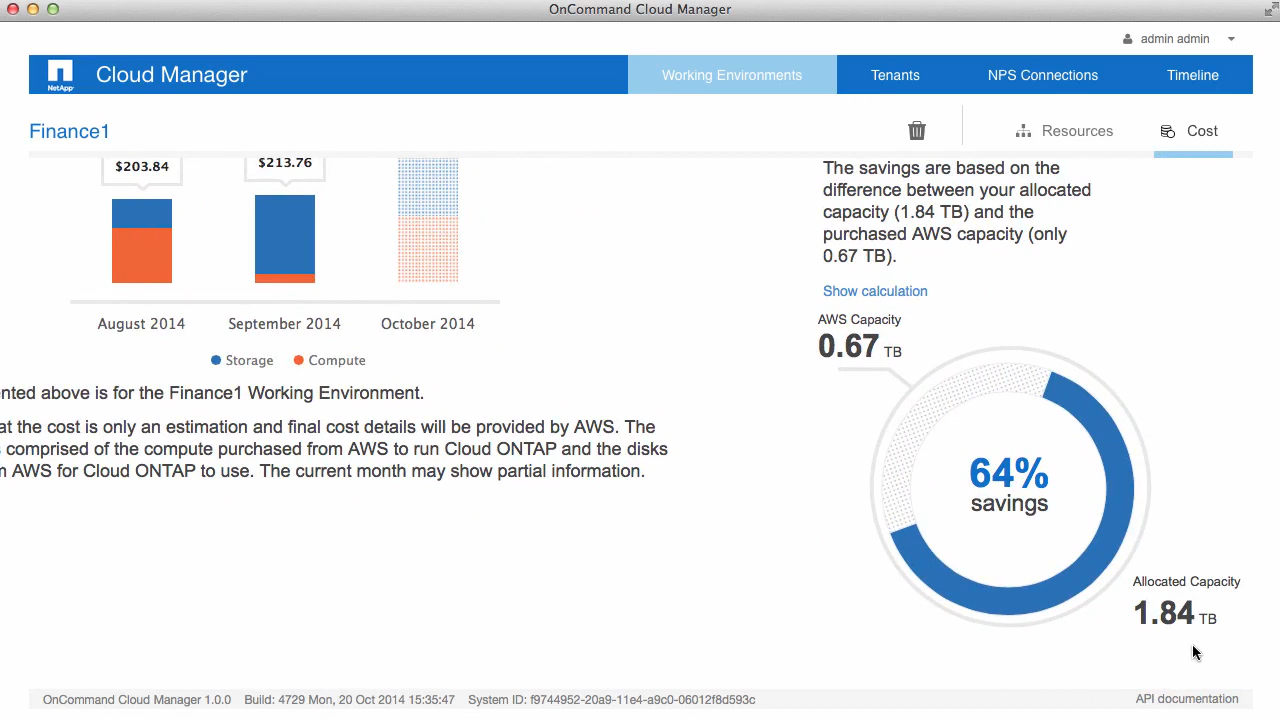 OnCommand Cloud Manager
admin admin
NetApp
Cloud Manager
Working Environments
Tenants
NPS Connections
Timeline
Finance1
Resources
Cost
$203.84
$213.76
August 2014
September 2014
October 2014
Storage
Compute
ented above is for the Finance1 Working Environment.
at the cost is only an estimation and final cost details will be provided by AWS. The
comprised of the compute purchased from AWS to run Cloud ONTAP and the disks
AWS for Cloud ONTAP to use. The current month may show partial information.
The savings are based on the
difference between your allocated
capacity (1.84 TB) and the
purchased AWS capacity (only
0.67 TB).
Show calculation
AWS Capacity
0.67 TB
64%
savings
Allocated Capacity
1.84 TB
OnCommand Cloud Manager 1.0.0 Build: 4729 Mon, 20 Oct 2014 15:35:47 System ID: f9744952-20a9-11e4-a9c0-06012f8d593c
API documentation